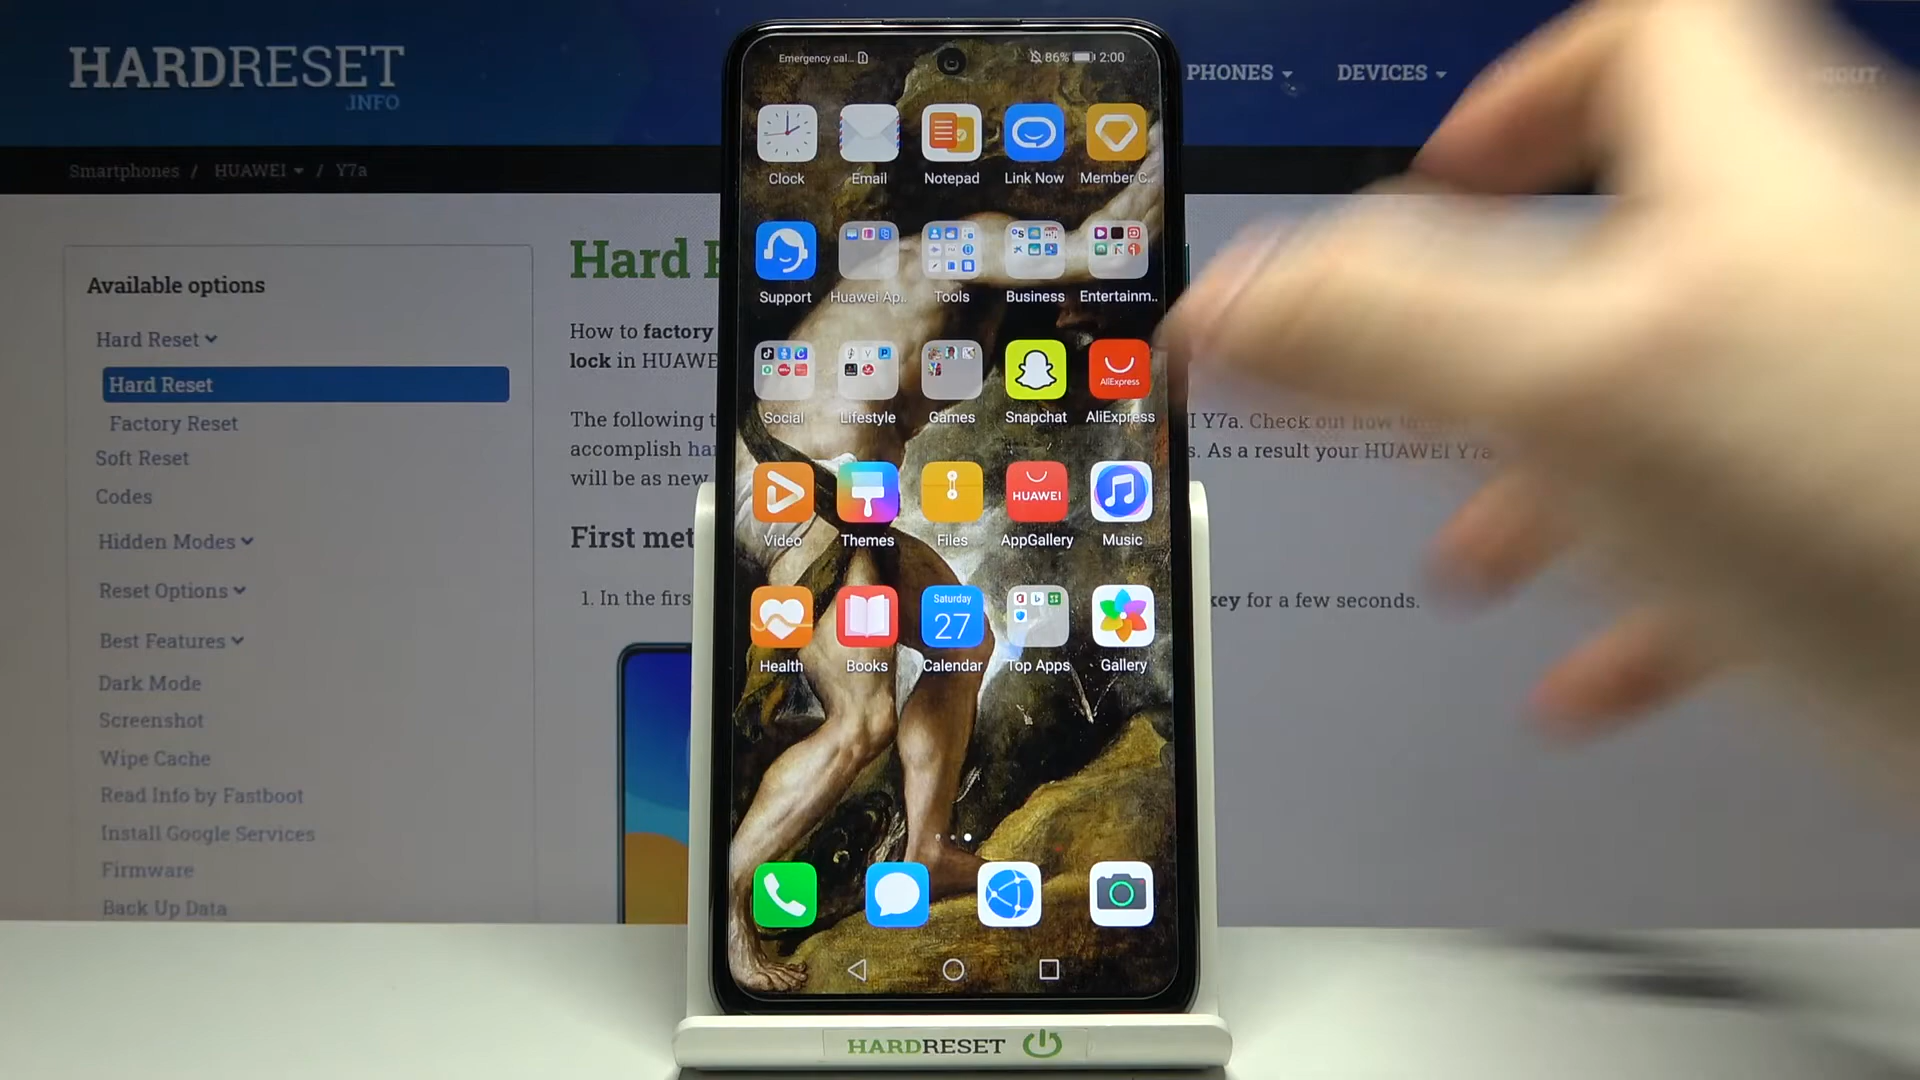 HARDRESET
.INFO
PHONES
DEVICES
Smartphones / HUAWEI / Y7a
Available options
Hard Reset
Hard Reset
Factory Reset
Soft Reset
Codes
Hidden Modes
Reset Options
Best Features
Dark Mode
Screenshot
Wipe Cache
Read Info by Fastboot
Install Google Services
Firmware
Back Up Data
Hard
How to factory
lock in HUAWE
The following t
I Y7a. Check out how
accomplish har
s. As a result your HUAWEI Y7a
will be as new
First met
1. In the firs
key for a few seconds.
Emergency cal...
86%
2:00
Clock
Email
Notepad
Link Now
Member C..
Support
Huawei Ap..
Tools
Business
Entertainm..
AliExpress
Social
Lifestyle
Games
Snapchat
AliExpress
HUAWEI
Video
Themes
Files
AppGallery
Music
Saturday
27
Health
Books
Calendar
Top Apps
Gallery
HARDRESET